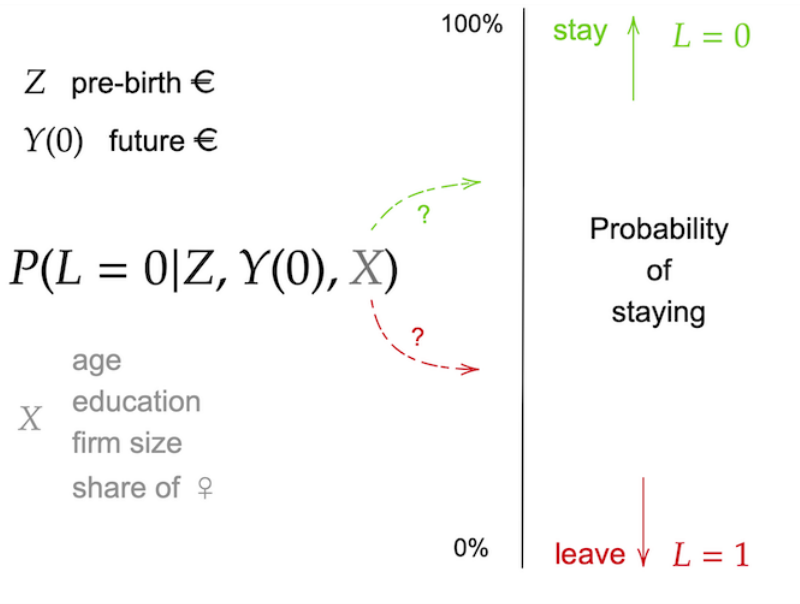 100%
stay L = 0
Z pre-birth €
Y(0) future €
?
Probability
of
staying
P(L = 0|Z, Y(0), X)
?
age
X education
firm size
share of ♀
0%
leave L = 1